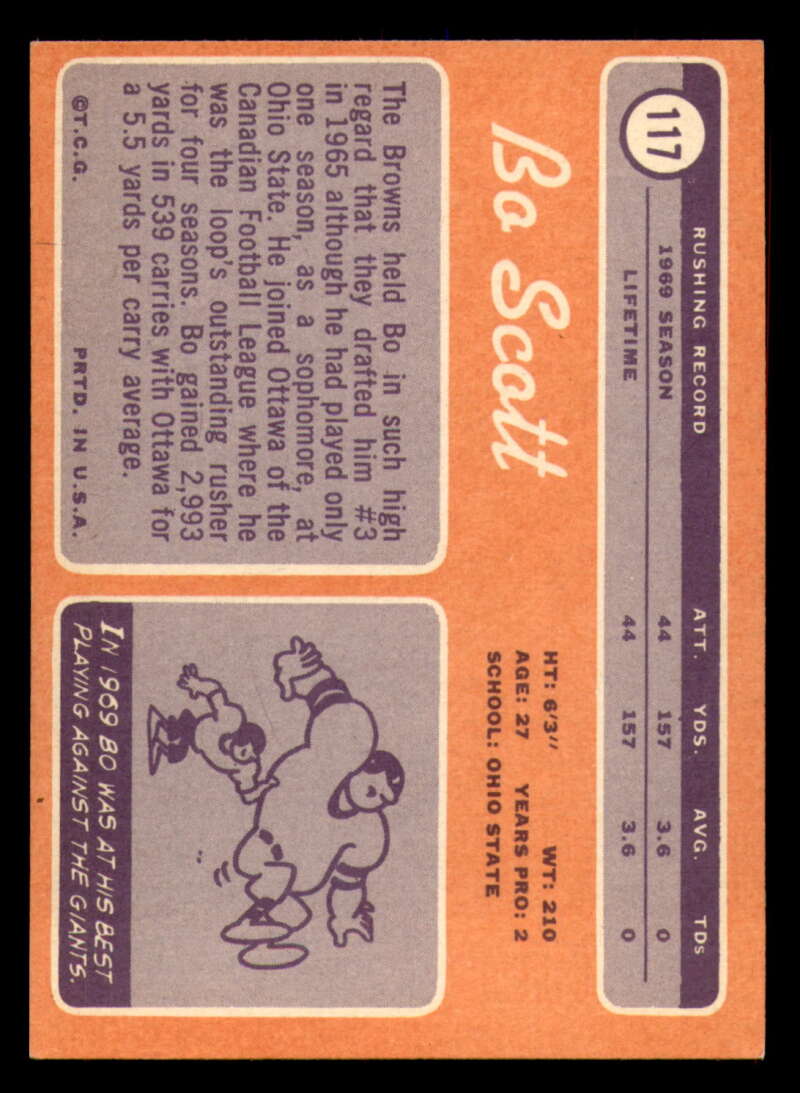 117
RUSHING RECORD ATT. YDS. AVG. TDs
1969 SEASON 44 157 3.6 0
LIFETIME 44 157 3.6 0
Bo Scott
HT: 6'3" WT: 210
AGE: 27 YEARS PRO: 2
SCHOOL: OHIO STATE
The Browns held Bo in such high
regard that they drafted him #3
in 1965 although he had played only
one season, as a sophomore, at
Ohio State. He joined Ottawa of the
Canadian Football League where he
was the loop's outstanding rusher
for four seasons. Bo gained 2,993
yards in 539 carries with Ottawa for
a 5.5 yards per carry average.
©T.C.G. PRTD. IN U.S.A.
IN 1969 BO WAS AT HIS BEST
PLAYING AGAINST THE GIANTS.